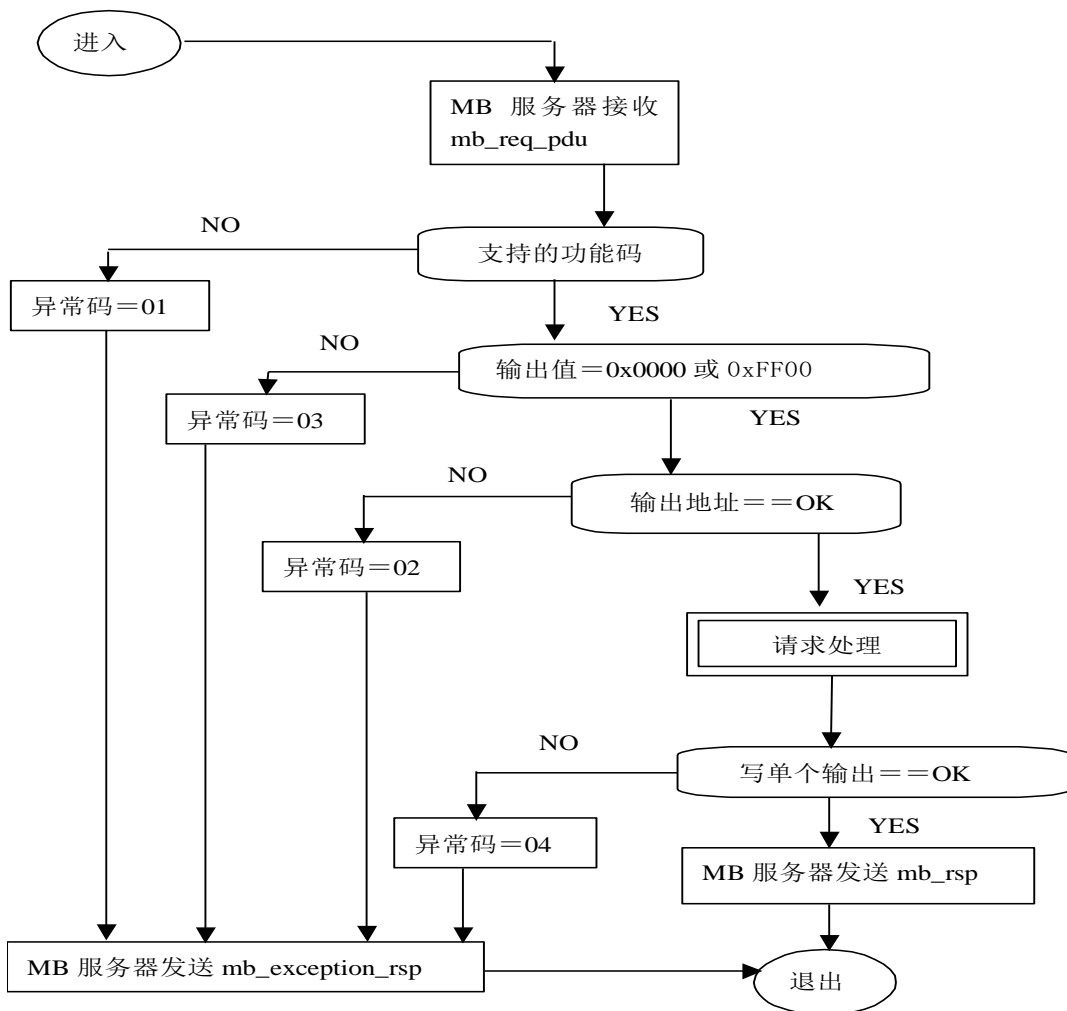 进入
MB 服务器接收
mb_req_pdu
NO
支持的功能码
异常码＝01
YES
NO
输出值＝0x0000 或 0xFF00
异常码＝03
YES
NO
输出地址＝＝OK
异常码＝02
YES
请求处理
NO
写单个输出＝＝OK
异常码＝04
YES
MB 服务器发送 mb_rsp
MB 服务器发送 mb_exception_rsp
退出